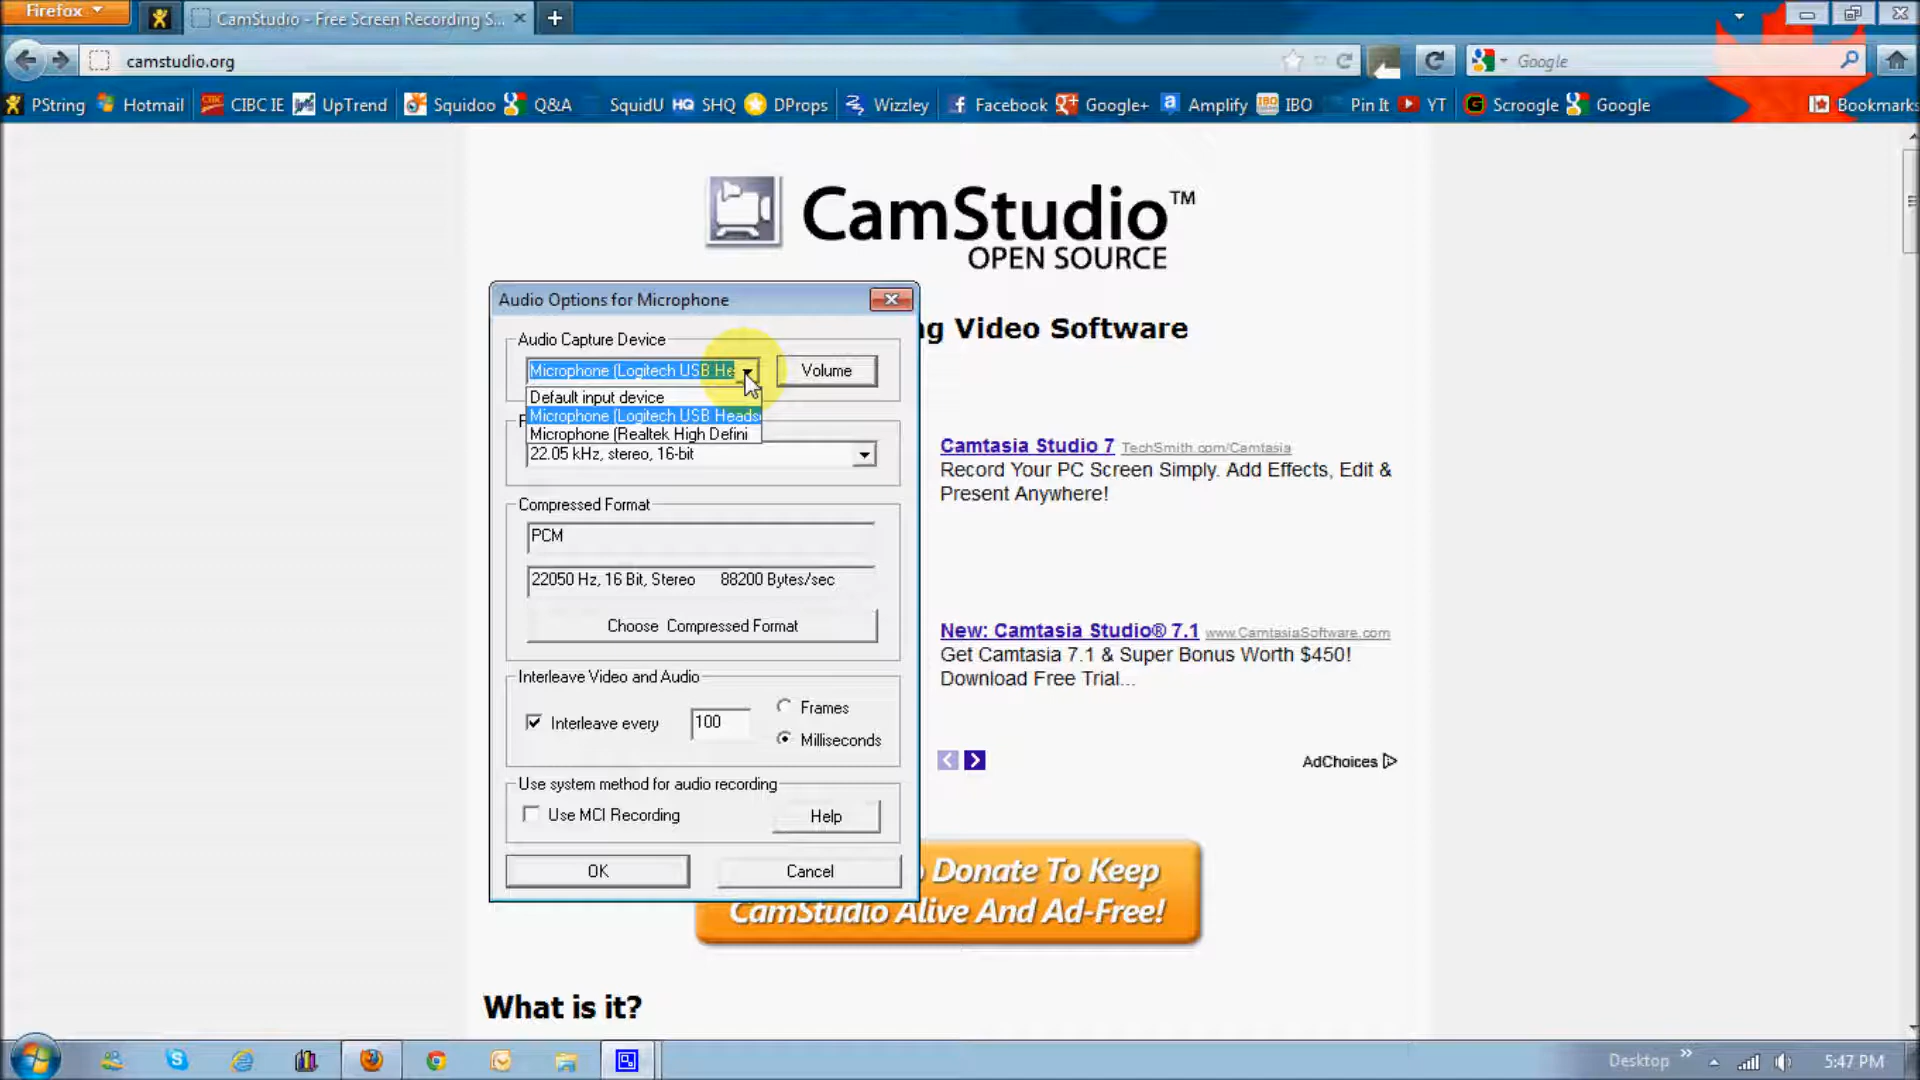 Firefox
CamStudio - Free Screen Recording S...
camstudio.org
Google
PString Hotmail CIBC IE UpTrend Squidoo Q&A SquidU HQ SHQ DProps Wizzley Facebook Google+ Amplify IBO IBO Pin It YT Scroogle Google Bookmarks
CamStudio™
OPEN SOURCE
Audio Options for Microphone
Video Software
Audio Capture Device
Microphone (Logitech USB He
Volume
Default input device
Microphone (Logitech USB Heads
Microphone (Realtek High Defini
22.05 kHz, stereo, 16-bit
Camtasia Studio 7 TechSmith.com/Camtasia
Record Your PC Screen Simply. Add Effects, Edit &
Present Anywhere!
Compressed Format
PCM
22050 Hz, 16 Bit, Stereo 88200 Bytes/sec
Choose Compressed Format
New: Camtasia Studio® 7.1 www.CamtasiaSoftware.com
Get Camtasia 7.1 & Super Bonus Worth $450!
Download Free Trial...
Interleave Video and Audio
Interleave every 100
Frames
Milliseconds
AdChoices
Use system method for audio recording
Use MCI Recording
Help
OK
Cancel
Donate To Keep
CamStudio Alive And Ad-Free!
What is it?
Desktop
5:47 PM